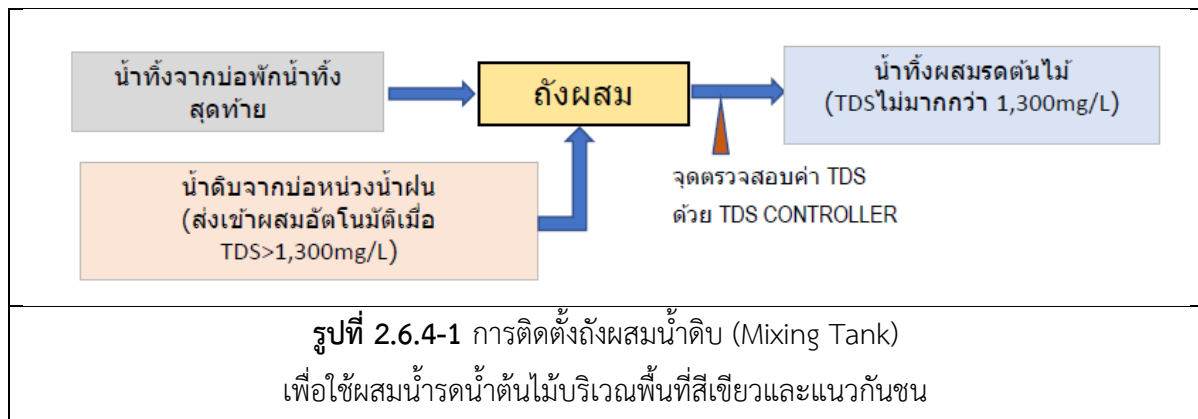 น้ำทิ้งจากบ่อพักน้ำทิ้ง
สุดท้าย
ถังผสม
น้ำทิ้งผสมรดต้นไม้
(TDSไม่มากกว่า 1,300mg/L)
น้ำดิบจากบ่อหน่วงน้ำฝน
(ส่งเข้าผสมอัตโนมัติเมื่อ
TDS>1,300mg/L)
จุดตรวจสอบค่า TDS
ด้วย TDS CONTROLLER
รูปที่ 2.6.4-1 การติดตั้งถังผสมน้ำดิบ (Mixing Tank)
เพื่อใช้ผสมน้ำรดน้ำต้นไม้บริเวณพื้นที่สีเขียวและแนวกันชน